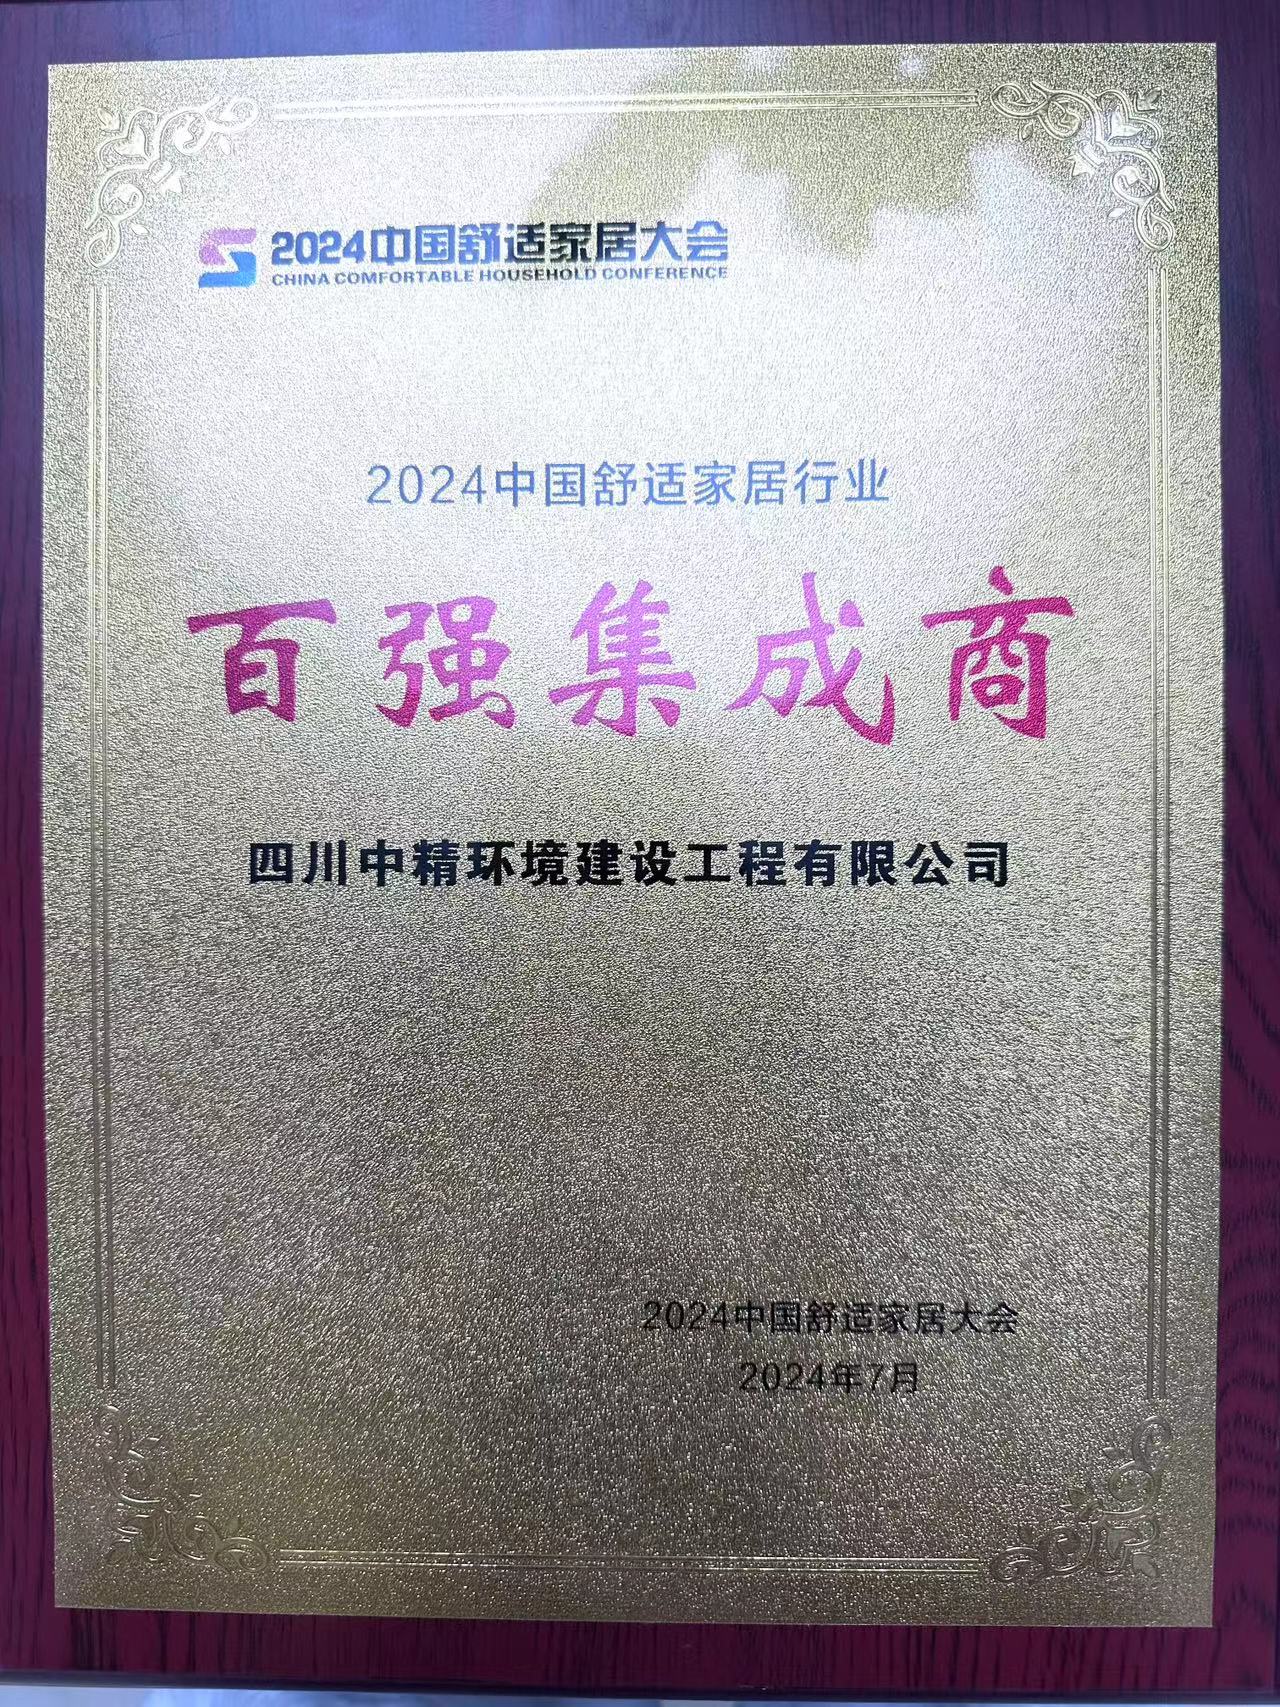 2024中国舒适家居大会
CHINA COMFORTABLE HOUSEHOLD CONFERENCE
2024中国舒适家居行业
百强集成商
四川中精环境建设工程有限公司
2024中国舒适家居大会
2024年7月